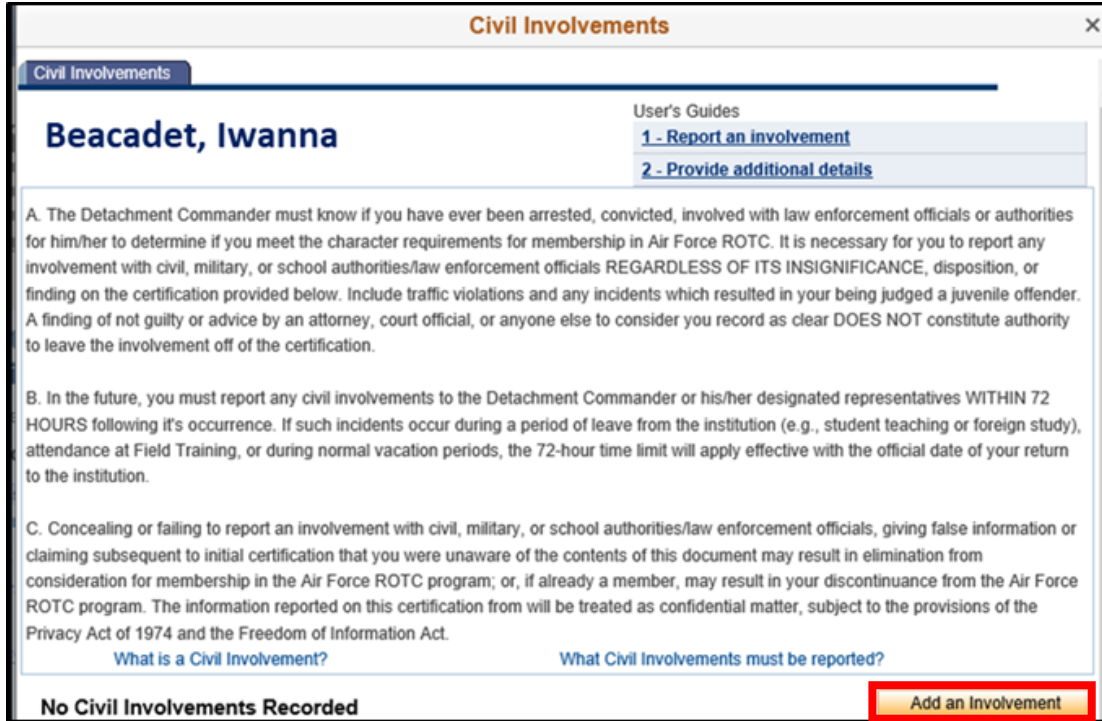 Civil Involvements
×
Civil Involvements
User's Guides
Beacadet, Iwanna
1 - Report an involvement
2 - Provide additional details
A. The Detachment Commander must know if you have ever been arrested, convicted, involved with law enforcement officials or authorities
for him/her to determine if you meet the character requirements for membership in Air Force ROTC. It is necessary for you to report any
involvement with civil, military, or school authorities/law enforcement officials REGARDLESS OF ITS INSIGNIFICANCE, disposition, or
finding on the certification provided below. Include traffic violations and any incidents which resulted in your being judged a juvenile offender.
A finding of not guilty or advice by an attorney, court official, or anyone else to consider you record as clear DOES NOT constitute authority
to leave the involvement off of the certification.
B. In the future, you must report any civil involvements to the Detachment Commander or his/her designated representatives WITHIN 72
HOURS following it's occurrence. If such incidents occur during a period of leave from the institution (e.g., student teaching or foreign study),
attendance at Field Training, or during normal vacation periods, the 72-hour time limit will apply effective with the official date of your return
to the institution.
C. Concealing or failing to report an involvement with civil, military, or school authorities/law enforcement officials, giving false information or
claiming subsequent to initial certification that you were unaware of the contents of this document may result in elimination from
consideration for membership in the Air Force ROTC program; or, if already a member, may result in your discontinuance from the Air Force
ROTC program. The information reported on this certification from will be treated as confidential matter, subject to the provisions of the
Privacy Act of 1974 and the Freedom of Information Act.
What is a Civil Involvement? What Civil Involvements must be reported?
No Civil Involvements Recorded Add an Involvement